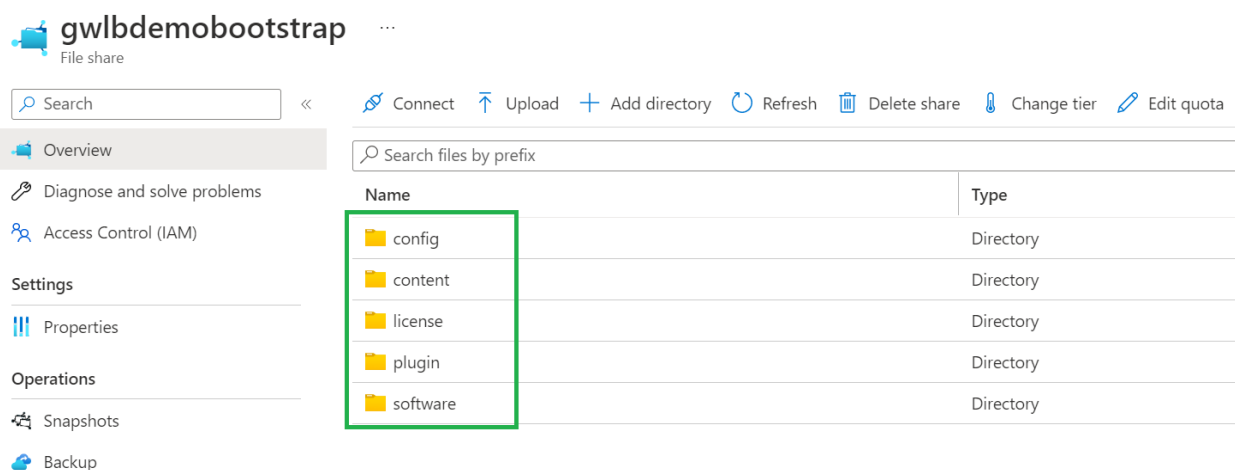 gwlbdemobootstrap ...
File share
Search «
Connect Upload Add directory Refresh Delete share Change tier Edit quota
Overview
Search files by prefix
Diagnose and solve problems
Name Type
Access Control (IAM)
config Directory
content Directory
Settings
license Directory
Properties
plugin Directory
Operations
software Directory
Snapshots
Backup